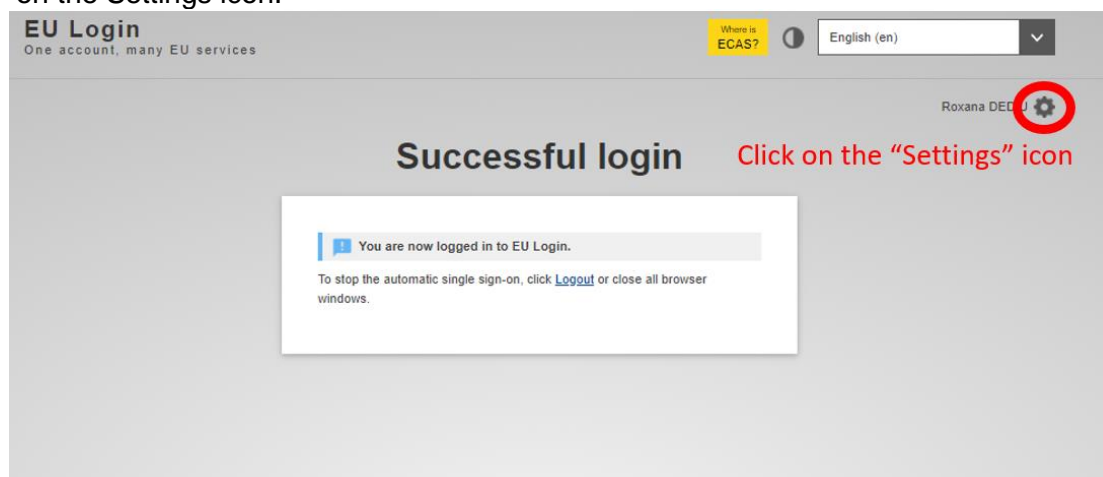 on the Settings icon.
EU Login
One account, many EU services
Where is
ECAS?
English (en)
Roxana
Successful login
Click on the “Settings” icon
You are now logged in to EU Login.
To stop the automatic single sign-on, click Logout or close all browser
windows.